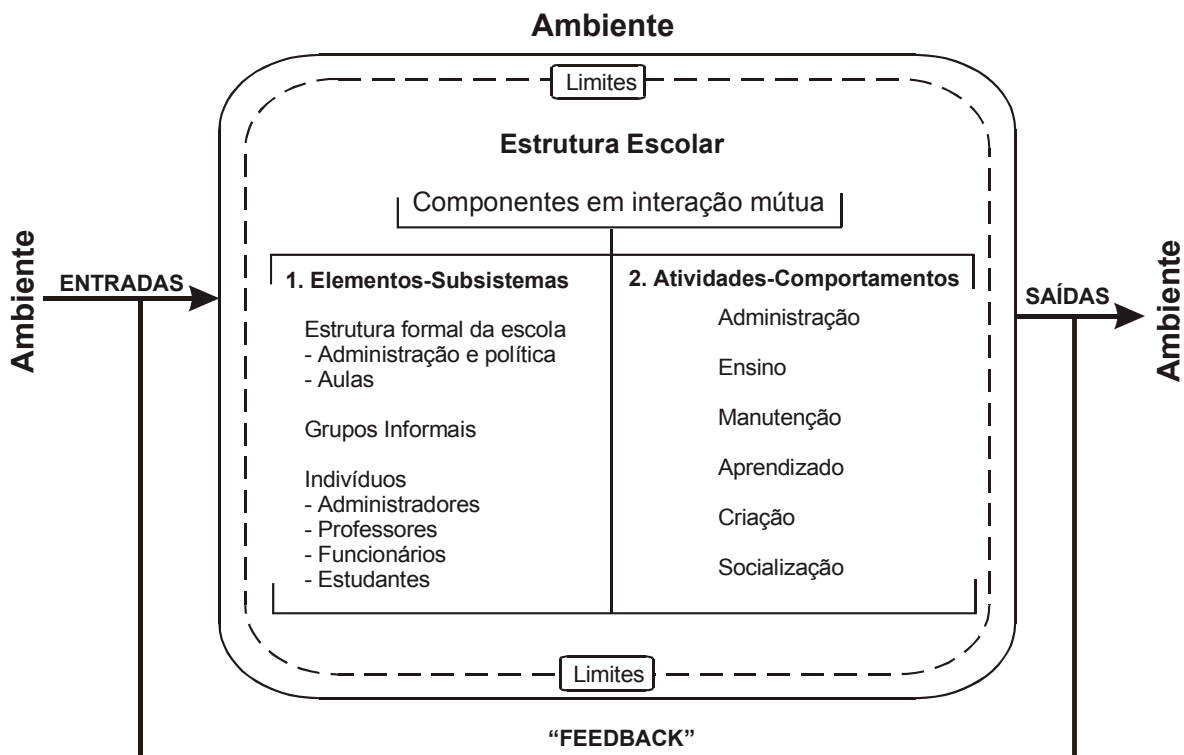 Ambiente
Limites
Estrutura Escolar
Componentes em interação mútua
Ambiente
ENTRADAS
1. Elementos-Subsistemas
Estrutura formal da escola
- Administração e política
- Aulas
Grupos Informais
Indivíduos
- Administradores
- Professores
- Funcionários
- Estudantes
2. Atividades-Comportamentos
Administração
Ensino
Manutenção
Aprendizado
Criação
Socialização
SAÍDAS
Ambiente
Limites
“FEEDBACK”